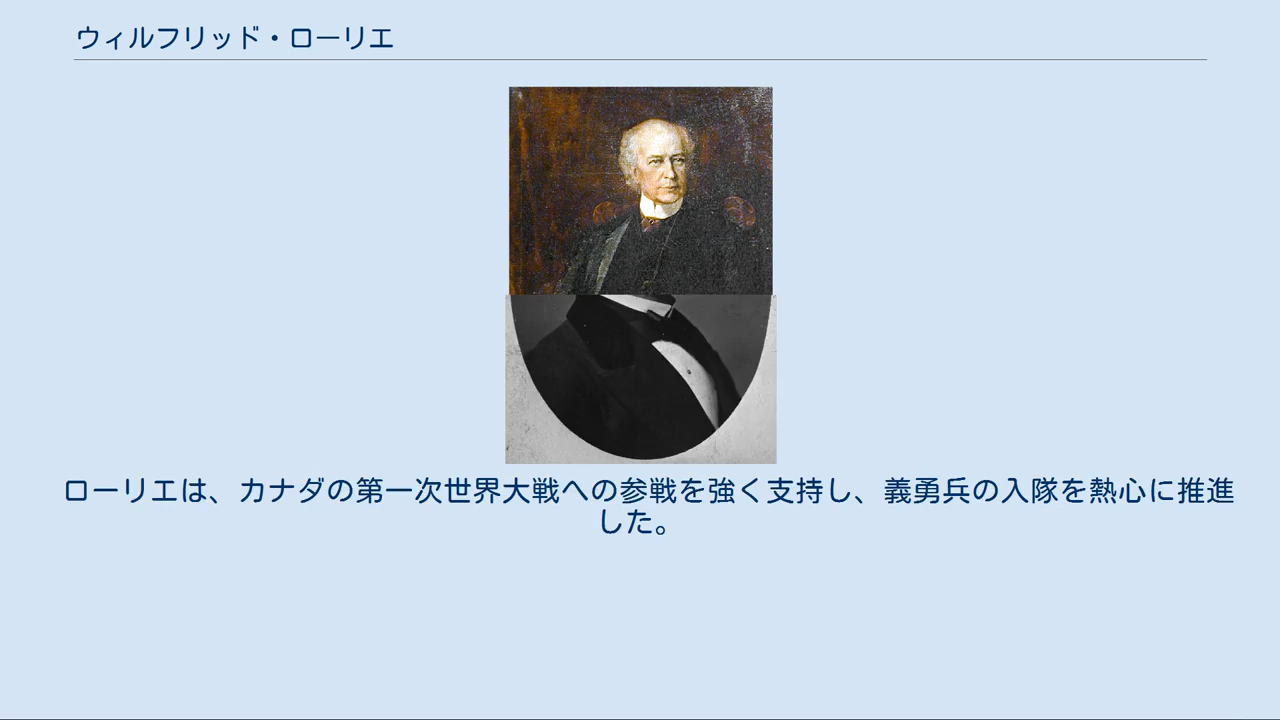 ウィルフリッド・ローリエ
ローリエは、カナダの第一次世界大戦への参戦を強く支持し、義勇兵の入隊を熱心に推進
した。